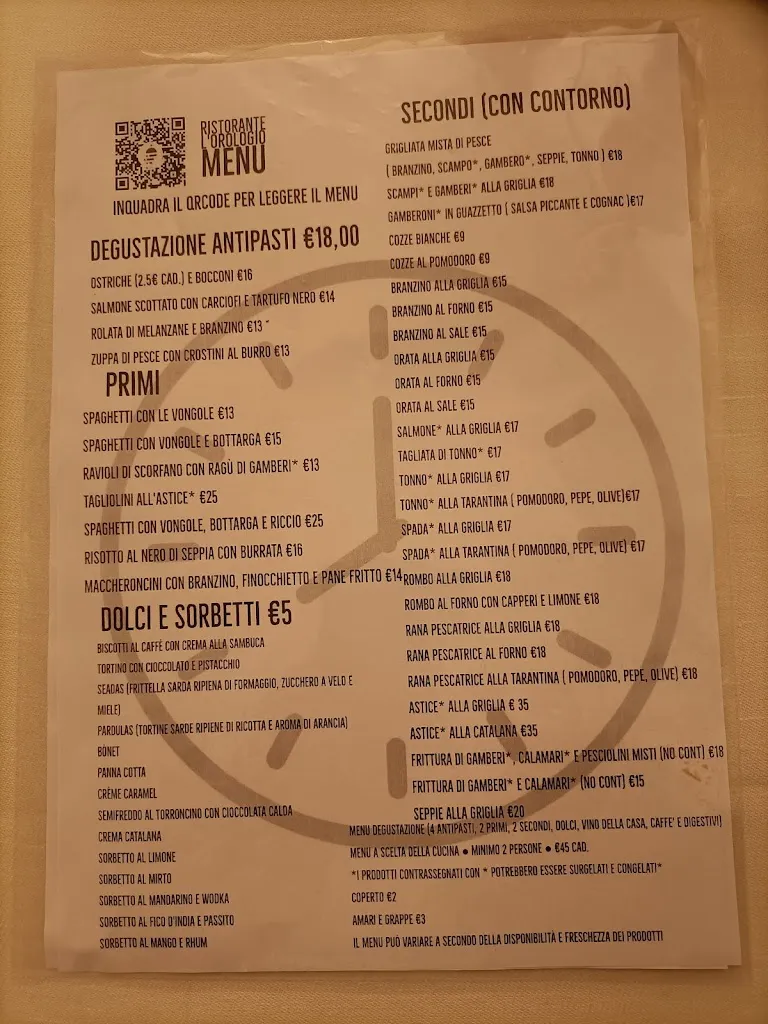 RISTORANTE
L'OROLOGIO
MENU
INQUADRA IL QRCODE PER LEGGERE IL MENU
DEGUSTAZIONE ANTIPASTI €18,00
OSTRICHE (2.5€ CAD.) E BOCCONI €16
SALMONE SCOTTATO CON CARCIOFI E TARTUFO NERO €14
ROLATA DI MELANZANE E BRANZINO €13
ZUPPA DI PESCE CON CROSTINI AL BURRO €13
PRIMI
SPAGHETTI CON LE VONGOLE €13
SPAGHETTI CON VONGOLE E BOTTARGA €15
RAVIOLI DI SCORFANO CON RAGÙ DI GAMBERI* €13
TAGLIOLINI ALL'ASTICE* €25
SPAGHETTI CON VONGOLE, BOTTARGA E RICCIO €25
RISOTTO AL NERO DI SEPPIA CON BURRATA €16
MACCHERONCINI CON BRANZINO, FINOCCHIETTO E PANE FRITTO €14
DOLCI E SORBETTI €5
BISCOTTI AL CAFFÈ CON CREMA ALLA SAMBUCA
TORTINO CON CIOCCOLATO E PISTACCHIO
SEADAS (FRITTELLA SARDA RIPIENA DI FORMAGGIO, ZUCCHERO A VELO E
MIELE)
PARDULAS (TORTINE SARDE RIPIENE DI RICOTTA E AROMA DI ARANCIA)
BÔNET
PANNA COTTA
CRÈME CARAMEL
SEMIFREDDO AL TORRONCINO CON CIOCCOLATA CALDA
CREMA CATALANA
SORBETTO AL LIMONE
SORBETTO AL MIRTO
SORBETTO AL MANDARINO E WODKA
SORBETTO AL FICO D'INDIA E PASSITO
SORBETTO AL MANGO E RHUM
SECONDI (CON CONTORNO)
GRIGLIATA MISTA DI PESCE
( BRANZINO, SCAMPO*, GAMBERO*, SEPPIE, TONNO ) €18
SCAMPI* E GAMBERI* ALLA GRIGLIA €18
GAMBERONI* IN GUAZZETTO ( SALSA PICCANTE E COGNAC )€17
COZZE BIANCHE €9
COZZE AL POMODORO €9
BRANZINO ALLA GRIGLIA €15
BRANZINO AL FORNO €15
BRANZINO AL SALE €15
ORATA ALLA GRIGLIA €15
ORATA AL FORNO €15
ORATA AL SALE €15
SALMONE* ALLA GRIGLIA €17
TAGLIATA DI TONNO* €17
TONNO* ALLA GRIGLIA €17
TONNO* ALLA TARANTINA ( POMODORO, PEPE, OLIVE)€17
SPADA* ALLA GRIGLIA €17
SPADA* ALLA TARANTINA ( POMODORO, PEPE, OLIVE) €17
ROMBO ALLA GRIGLIA €18
ROMBO AL FORNO CON CAPPERI E LIMONE €18
RANA PESCATRICE ALLA GRIGLIA €18
RANA PESCATRICE AL FORNO €18
RANA PESCATRICE ALLA TARANTINA ( POMODORO, PEPE, OLIVE) €18
ASTICE* ALLA GRIGLIA € 35
ASTICE* ALLA CATALANA €35
FRITTURA DI GAMBERI*, CALAMARI* E PESCIOLINI MISTI (NO CONT) €18
FRITTURA DI GAMBERI* E CALAMARI* (NO CONT) €15
SEPPIE ALLA GRIGLIA €20
MENU DEGUSTAZIONE (4 ANTIPASTI, 2 PRIMI, 2 SECONDI, DOLCI, VINO DELLA CASA, CAFFE' E DIGESTIVI)
MENU A SCELTA DELLA CUCINA ● MINIMO 2 PERSONE ● €45 CAD.
*I PRODOTTI CONTRASSEGNATI CON * POTREBBERO ESSERE SURGELATI E CONGELATI*
COPERTO €2
AMARI E GRAPPE €3
IL MENU PUÒ VARIARE A SECONDO DELLA DISPONIBILITÀ E FRESCHEZZA DEI PRODOTTI